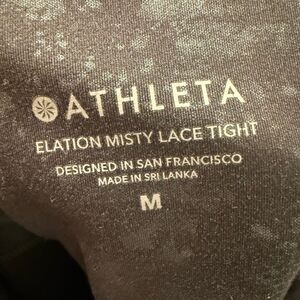 ATHLETA
ELATION MISTY LACE TIGHT
DESIGNED IN SAN FRANCISCO
MADE IN SRI LANKA
M